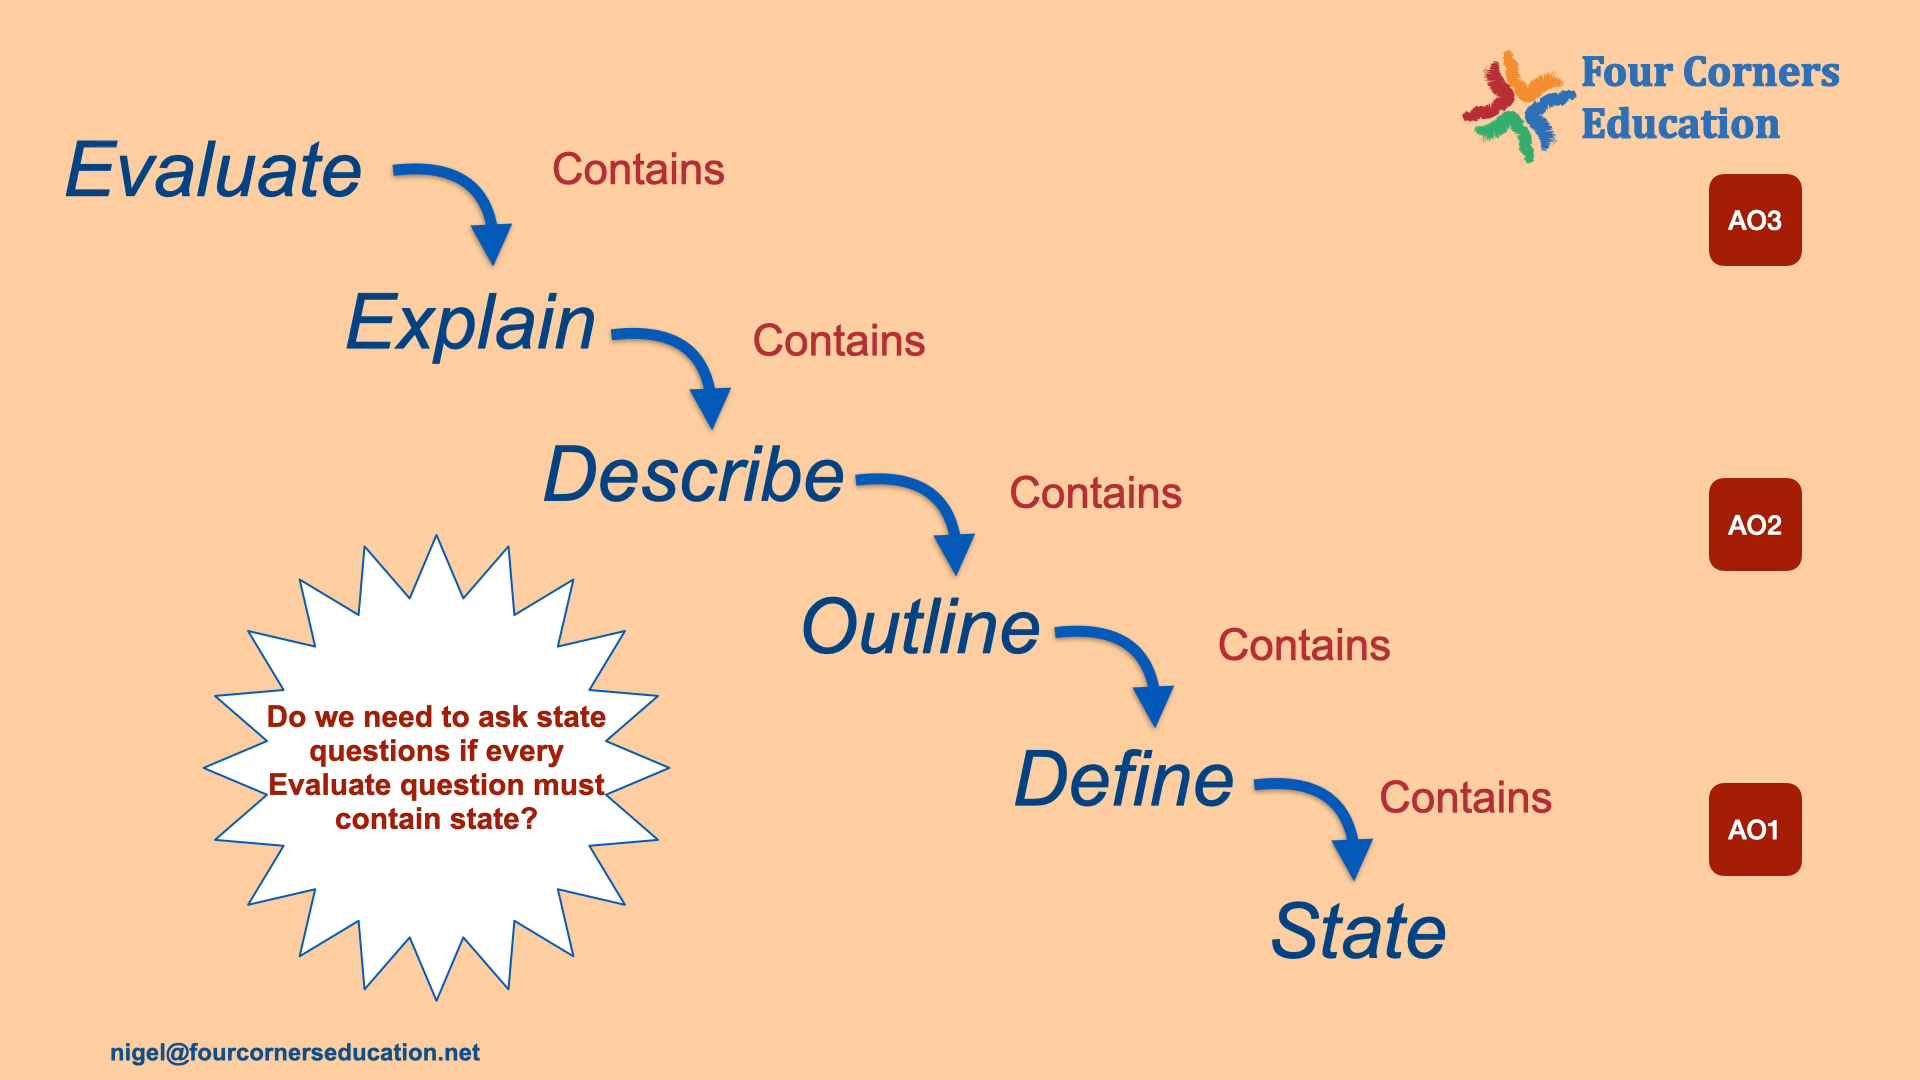 Four Corners
Education
Evaluate
Contains
AO3
Explain
Contains
Describe
Contains
AO2
Outline
Contains
Do we need to ask state
questions if every
Evaluate question must
contain state?
Define
Contains
AO1
State
nigel@fourcornerseducation.net